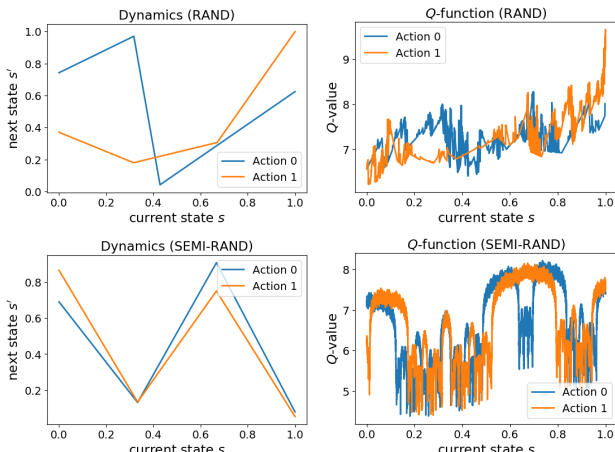 Dynamics (RAND)
next state s′
1.0
0.8
0.6
0.4
0.2
0.0
Action 0
Action 1
0.0 0.2 0.4 0.6 0.8 1.0
current state s
Q-function (RAND)
Q-value
9
8
7
Action 0
Action 1
0.0 0.2 0.4 0.6 0.8 1.0
current state s
Dynamics (SEMI-RAND)
next state s′
0.8
0.6
0.4
0.2
Action 0
Action 1
0.0 0.2 0.4 0.6 0.8 1.0
current state s
Q-function (SEMI-RAND)
Q-value
8
7
6
5
Action 0
Action 1
0.0 0.2 0.4 0.6 0.8 1.0
current state s